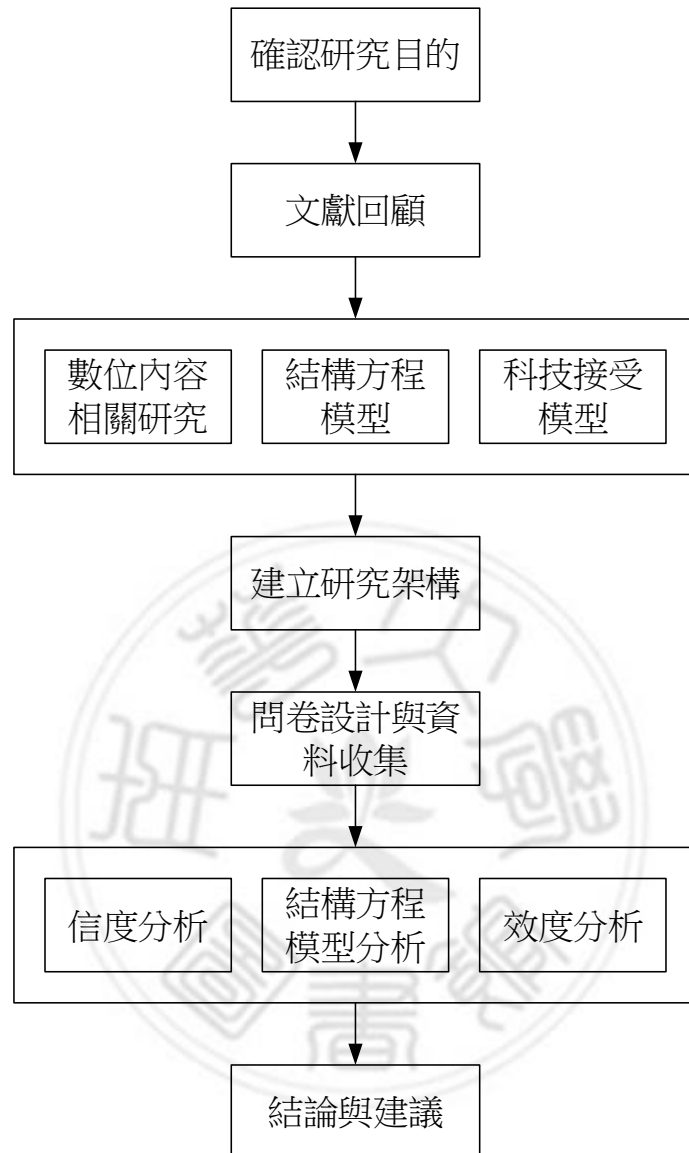 確認研究目的
文獻回顧
數位內容
相關研究
結構方程
模型
科技接受
模型
建立研究架構
問卷設計與資
料收集
信度分析
結構方程
模型分析
效度分析
結論與建議